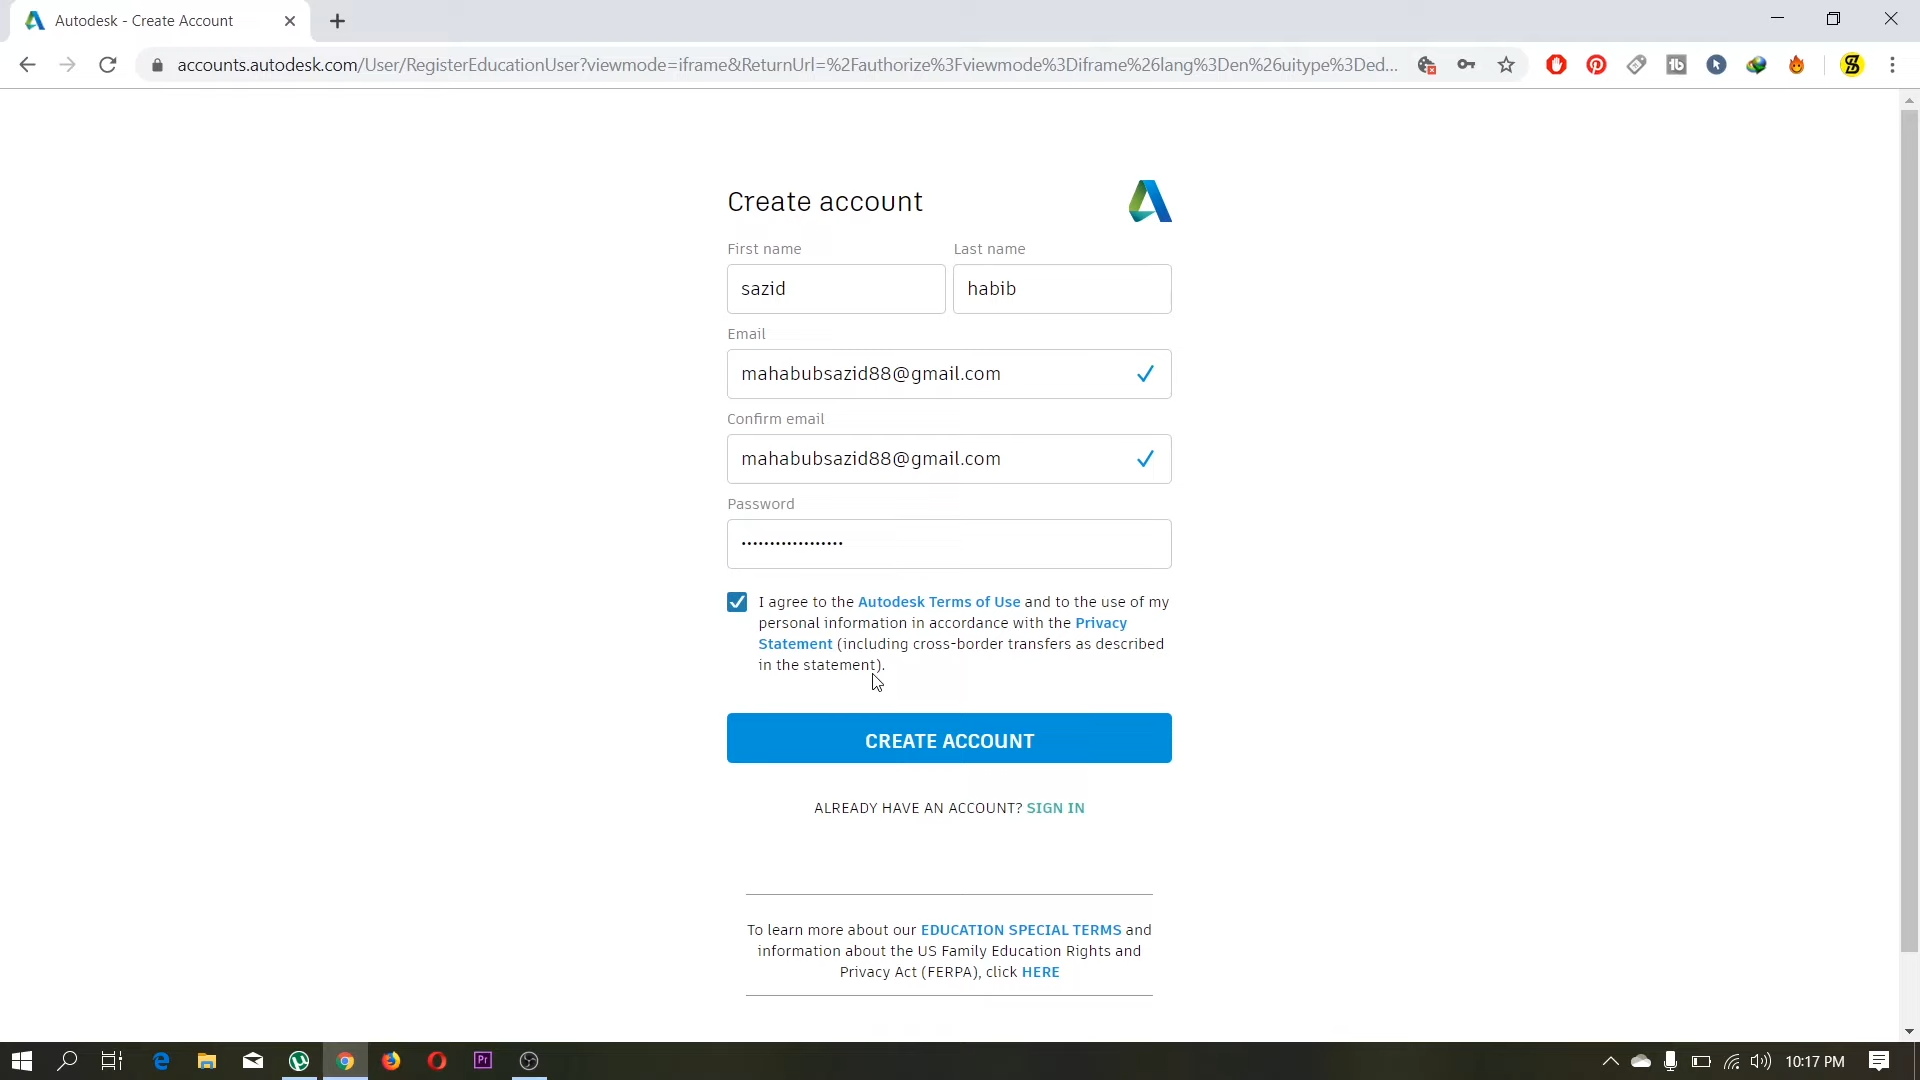 Autodesk - Create Account
accounts.autodesk.com/User/RegisterEducationUser?viewmode=iframe&ReturnUrl=%2Fauthorize%3Fviewmode%3Diframe%26lang%3Den%26uitype%3Ded...
Create account
First name Last name
sazid habib
Email
mahabubsazid88@gmail.com
Confirm email
mahabubsazid88@gmail.com
Password
••••••••••••••••••
I agree to the Autodesk Terms of Use and to the use of my
personal information in accordance with the Privacy
Statement (including cross-border transfers as described
in the statement).
CREATE ACCOUNT
ALREADY HAVE AN ACCOUNT? SIGN IN
To learn more about our EDUCATION SPECIAL TERMS and
information about the US Family Education Rights and
Privacy Act (FERPA), click HERE
Pr
10:17 PM